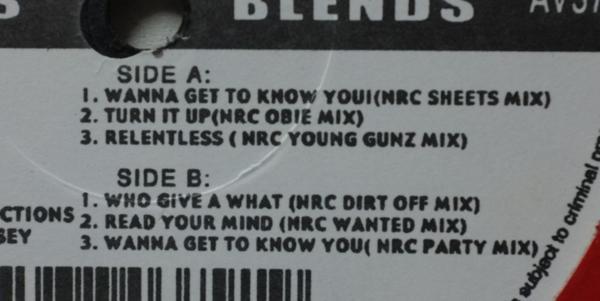 BLENDS
SIDE A:
1. WANNA GET TO KNOW YOU!(NRC SHEETS MIX)
2. TURN IT UP(NRC OBIE MIX)
3. RELENTLESS ( NRC YOUNG GUNZ MIX)
SIDE B:
1. WHO GIVE A WHAT (NRC DIRT OFF MIX)
CTIONS 2. READ YOUR MIND (NRC WANTED MIX)
SEY 3. WANNA GET TO KNOW YOU( NRC PARTY MIX)
subject to criminal